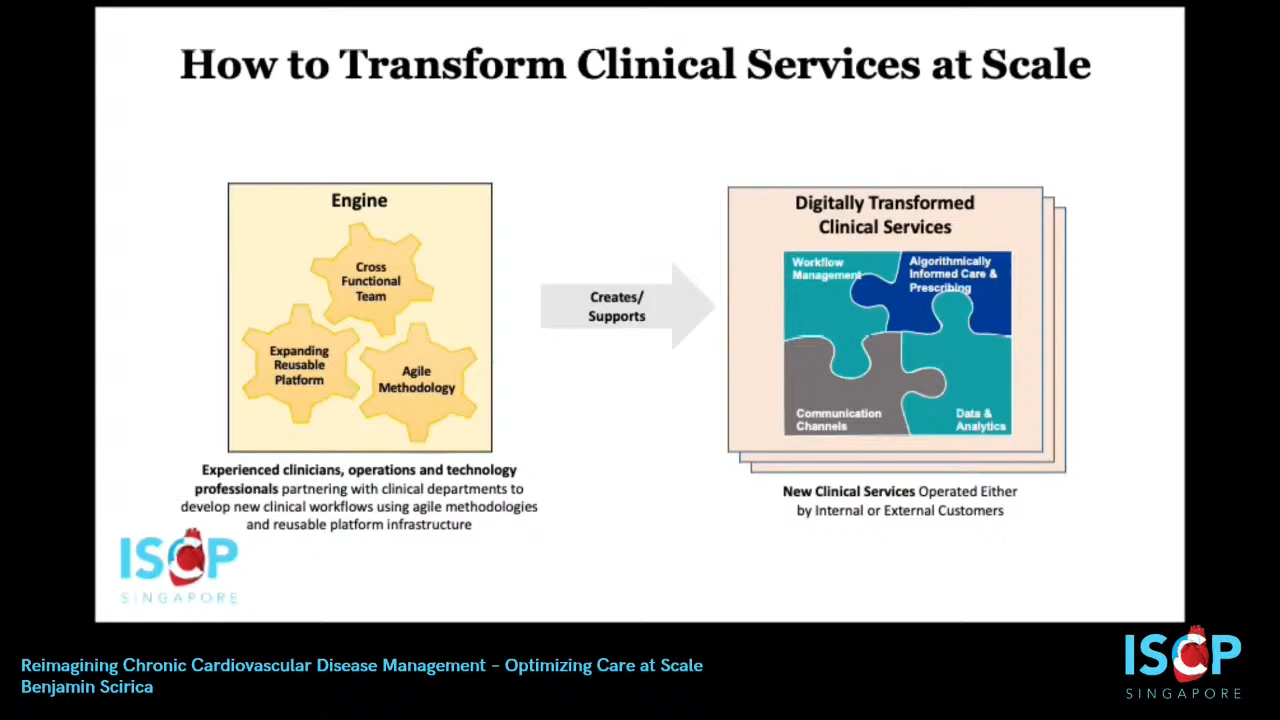 How to Transform Clinical Services at Scale
Engine
Cross
Functional
Team
Expanding
Reusable
Platform
Agile
Methodology
Experienced clinicians, operations and technology
professionals partnering with clinical departments to
develop new clinical workflows using agile methodologies
and reusable platform infrastructure
Creates/
Supports
Digitally Transformed
Clinical Services
Workflow
Management
Algorithmically
Informed Care &
Prescribing
Communication
Channels
Data &
Analytics
New Clinical Services Operated Either
by Internal or External Customers
ISCP
SINGAPORE
Reimagining Chronic Cardiovascular Disease Management – Optimizing Care at Scale
Benjamin Scirica
ISCP
SINGAPORE